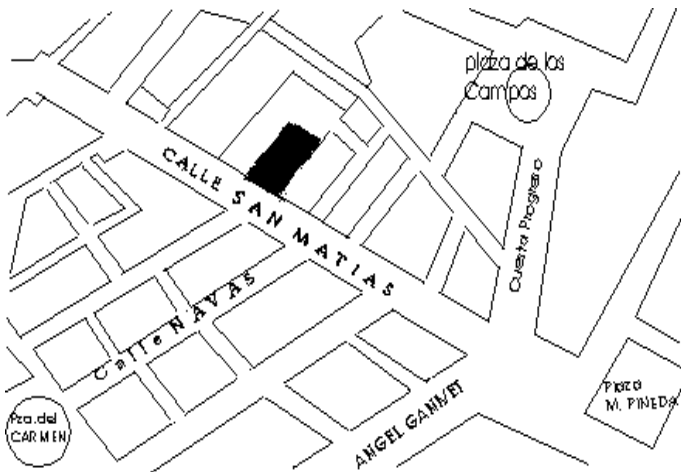 plaza de los
Campos
CALLE SAN MATIAS
Cuesta Progreso
Calle NAVAS
Plaza
M. PINEDA
Pza. del
CARMEN
ANGEL GANIVET